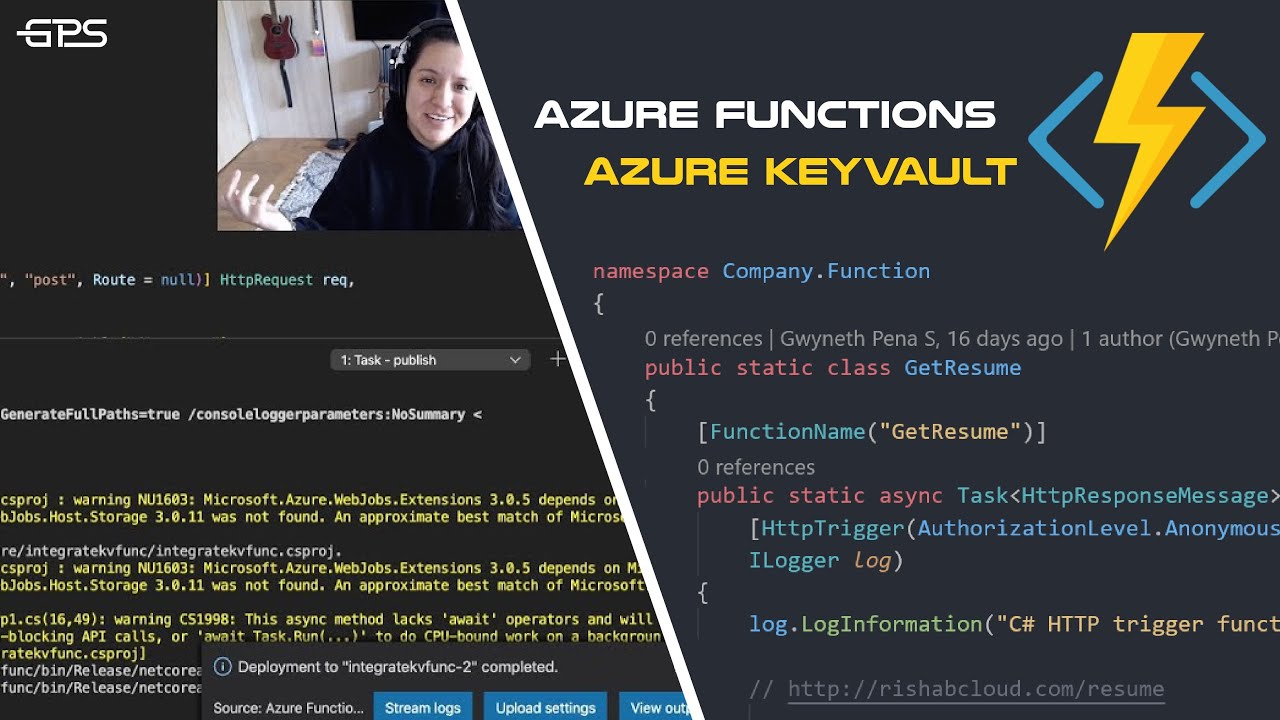 GPS
AZURE FUNCTIONS
AZURE KEYVAULT
", "post", Route = null)] HttpRequest req,
1: Task - publish
GenerateFullPaths=true /consoleloggerparameters:NoSummary <
csproj : warning NU1603: Microsoft.Azure.WebJobs.Extensions 3.0.5 depends on
bJobs.Host.Storage 3.0.11 was not found. An approximate best match of Micros
re/integratekvfunc/integratekvfunc.csproj.
csproj : warning NU1603: Microsoft.Azure.WebJobs.Extensions 3.0.5 depends on Mi
bJobs.Host.Storage 3.0.11 was not found. An approximate best match of Microsoft.
p1.cs(16,49): warning CS1998: This async method lacks 'await' operators and will
-blocking API calls, or 'await Task.Run(...)' to do CPU-bound work on a backgroun
ratekvfunc.csproj]
func/bin/Release/netcorea
func/bin/Release/netcorea
Deployment to "integratekvfunc-2" completed.
Source: Azure Functio...
Stream logs
Upload settings
View outp
namespace Company.Function
{
0 references | Gwyneth Pena S, 16 days ago | 1 author (Gwyneth Pe
public static class GetResume
{
[FunctionName("GetResume")]
0 references
public static async Task<HttpResponseMessage>
[HttpTrigger(AuthorizationLevel.Anonymous
ILogger log)
{
log.LogInformation("C# HTTP trigger funct
// http://rishabcloud.com/resume